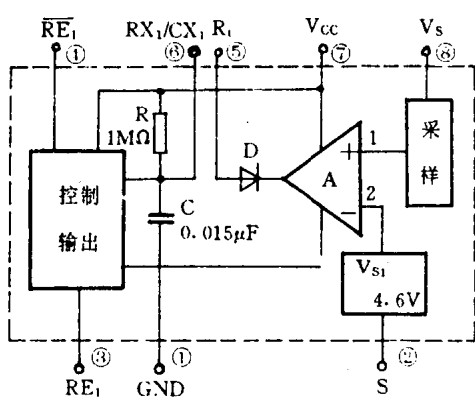 R̅E̅₁ RX₁/CX₁ R₁ V_CC V_S
④ ⑥ ⑤ ⑦ ⑧
R
1MΩ
D
A
+
−
1
2
采
样
控制
输出
C
0.015μF
V_S₁
4.6V
③ ① ②
RE₁ GND S